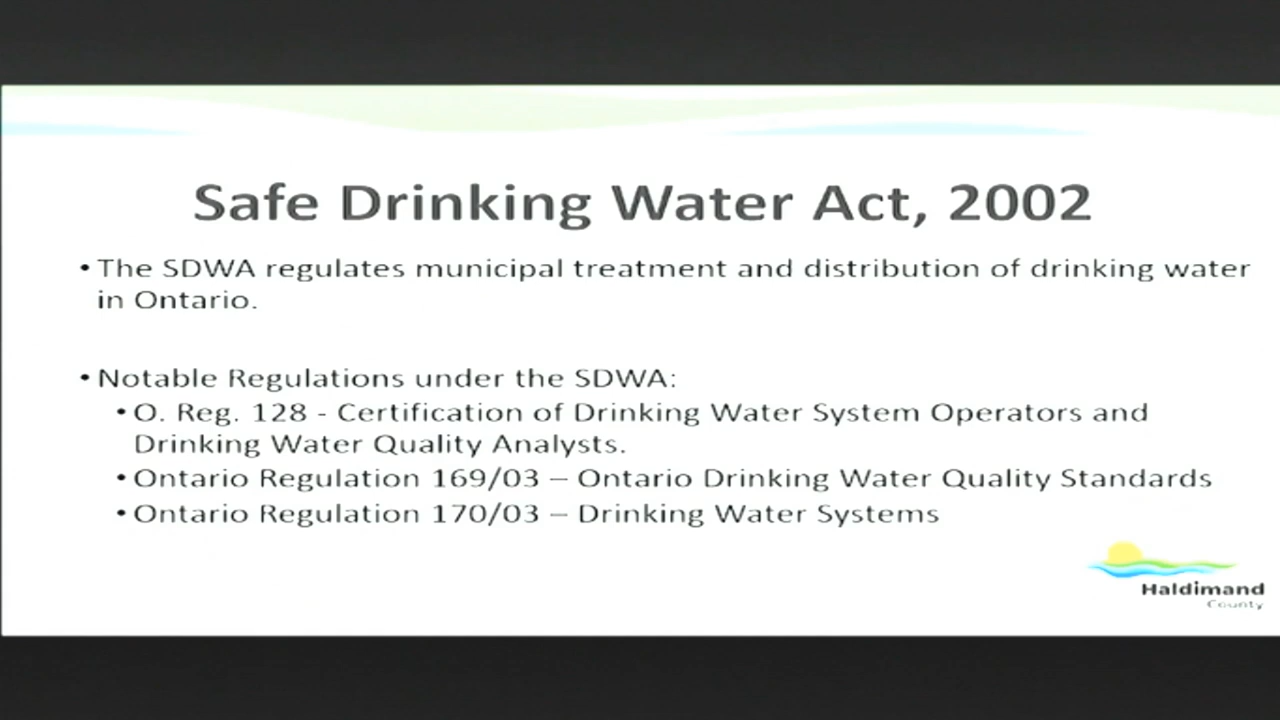 Safe Drinking Water Act, 2002
• The SDWA regulates municipal treatment and distribution of drinking water
in Ontario.
• Notable Regulations under the SDWA:
• O. Reg. 128 - Certification of Drinking Water System Operators and
Drinking Water Quality Analysts.
• Ontario Regulation 169/03 – Ontario Drinking Water Quality Standards
• Ontario Regulation 170/03 – Drinking Water Systems
Haldimand
County